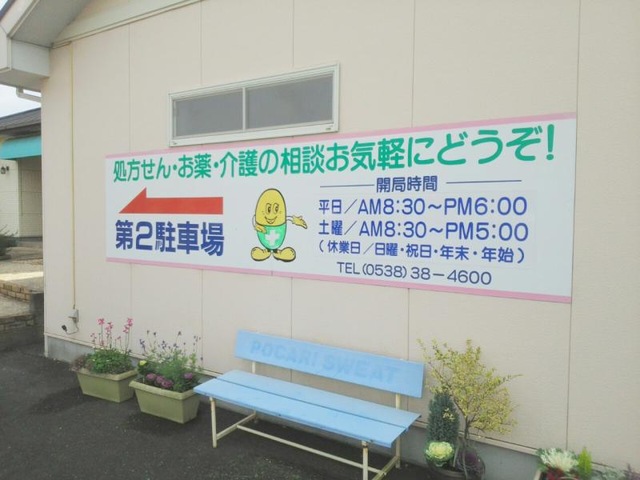 処方せん・お薬・介護の相談お気軽にどうぞ!
第2駐車場
開局時間
平日/AM8:30~PM6:00
土曜/AM8:30~PM5:00
(休業日/日曜・祝日・年末・年始)
TEL(0538)38-4600
POCARI SWEAT